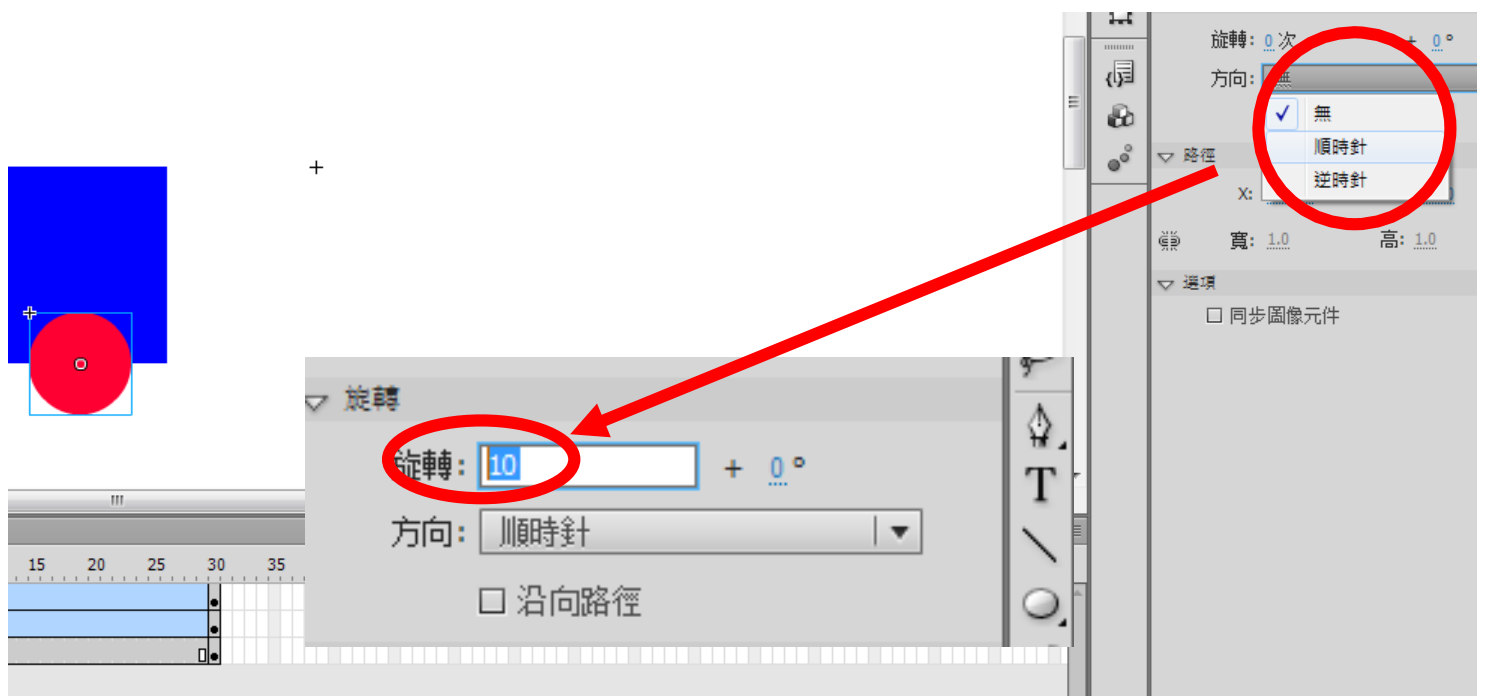 旋轉: 0 次 + 0 °
方向: 無
無
順時針
逆時針
路徑
X:
寬: 1.0 高: 1.0
選項
同步圖像元件
旋轉
旋轉: 10 + 0 °
方向: 順時針
沿向路徑
T
15 20 25 30 35